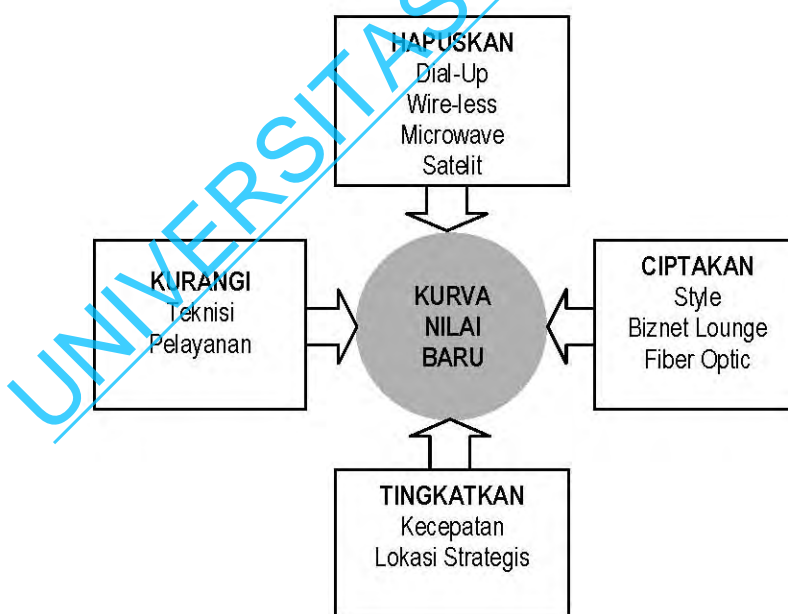 HAPUSKAN
Dial-Up
Wire-less
Microwave
Satelit
KURANGI
Teknisi
Pelayanan
KURVA
NILAI
BARU
CIPTAKAN
Style
Biznet Lounge
Fiber Optic
TINGKATKAN
Kecepatan
Lokasi Strategis
UNIVERSITAS